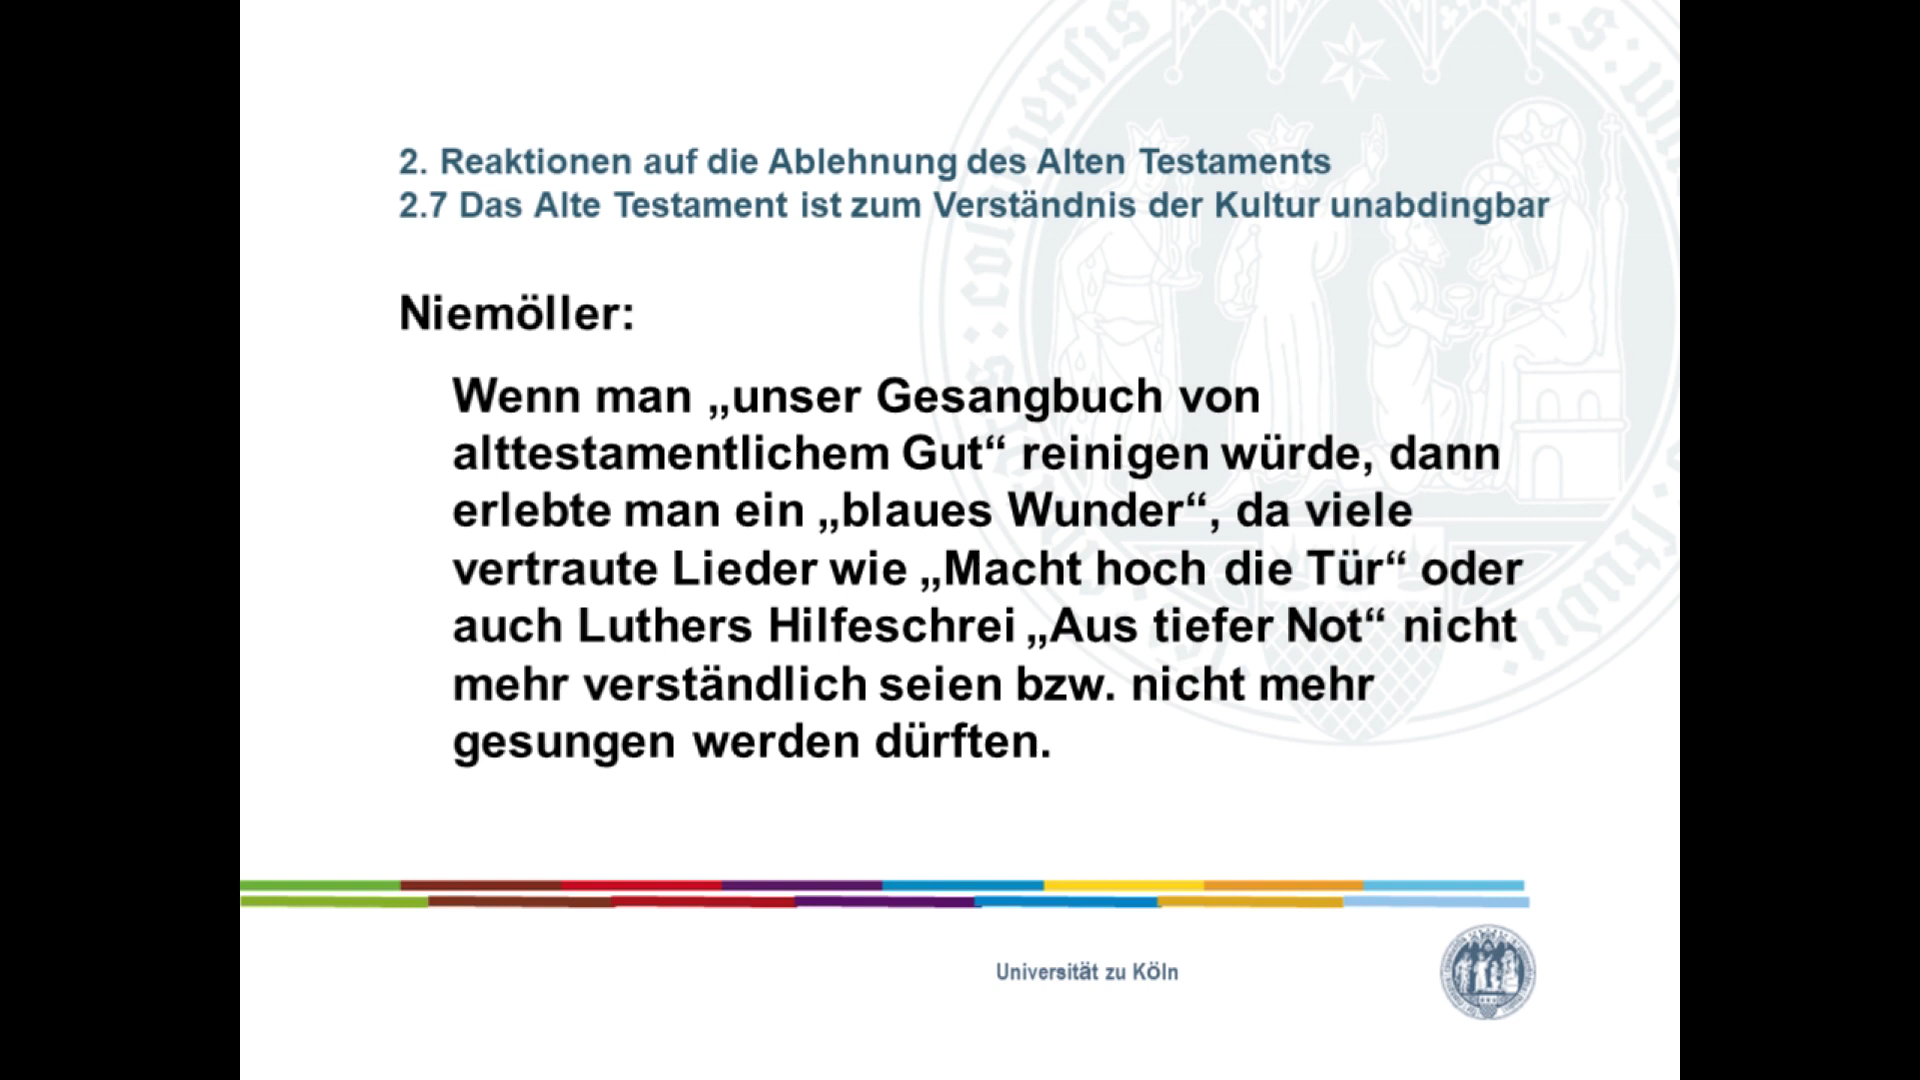 2. Reaktionen auf die Ablehnung des Alten Testaments
2.7 Das Alte Testament ist zum Verständnis der Kultur unabdingbar
Niemöller:
Wenn man „unser Gesangbuch von
alttestamentlichem Gut“ reinigen würde, dann
erlebte man ein „blaues Wunder“, da viele
vertraute Lieder wie „Macht hoch die Tür“ oder
auch Luthers Hilfeschrei „Aus tiefer Not“ nicht
mehr verständlich seien bzw. nicht mehr
gesungen werden dürften.
Universität zu Köln